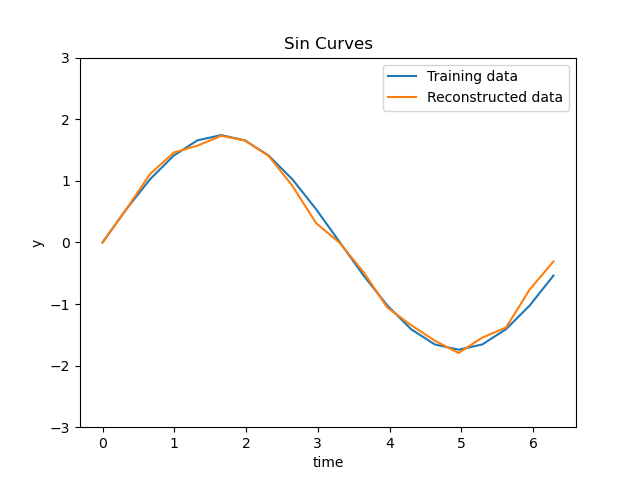 Sin Curves
Training data
Reconstructed data
3
2
1
0
−1
−2
−3
y
0 1 2 3 4 5 6
time